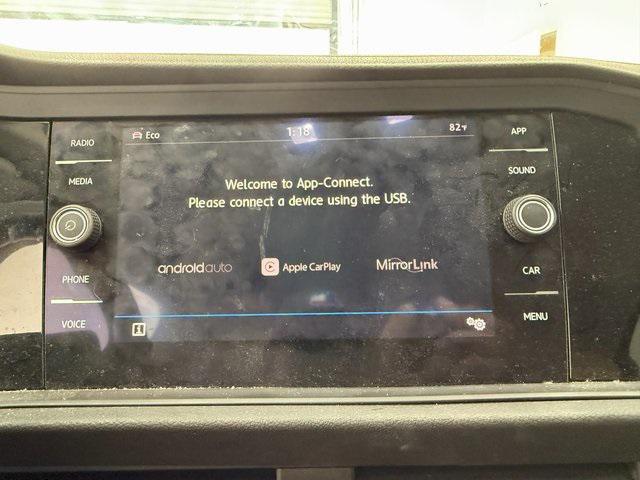 RADIO
MEDIA
PHONE
VOICE
Eco
1:18
82°F
Welcome to App-Connect.
Please connect a device using the USB.
androidauto
Apple CarPlay
MirrorLink
i
APP
SOUND
CAR
MENU